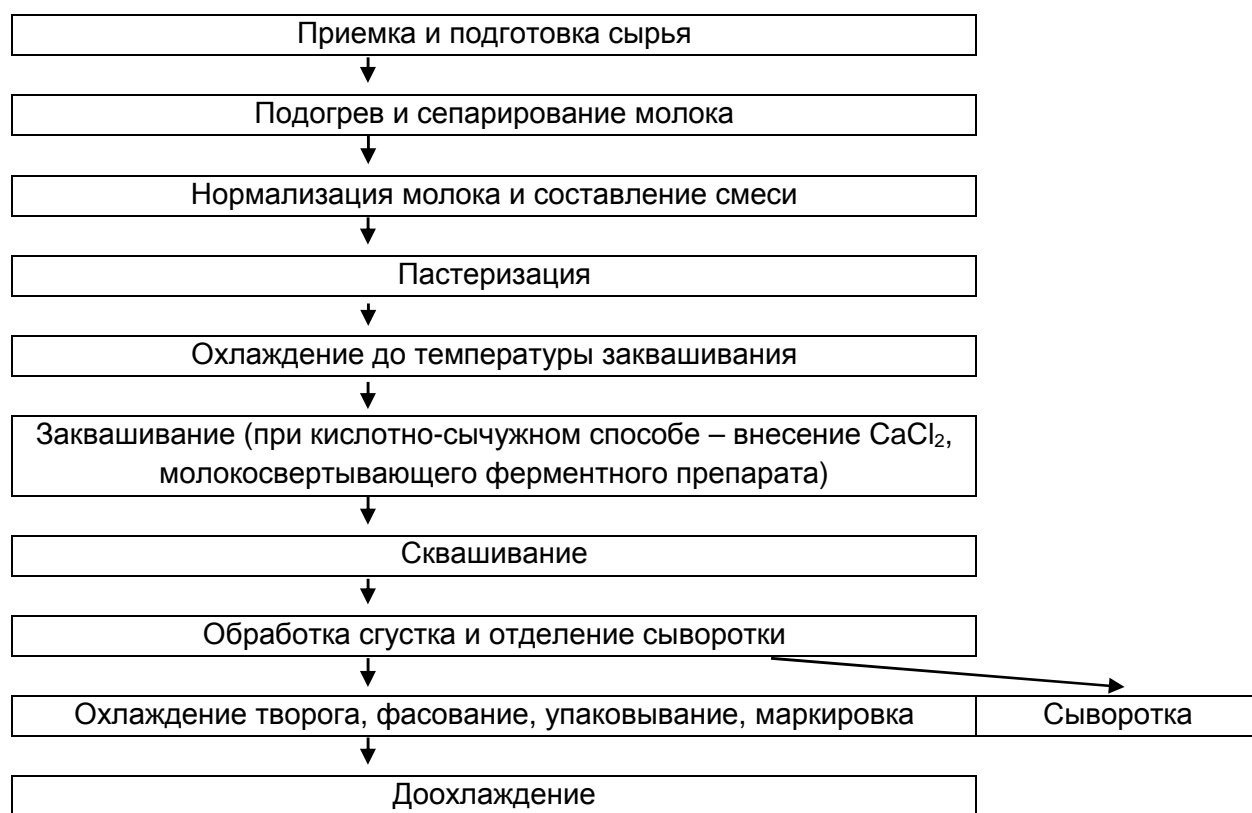 Приемка и подготовка сырья
Подогрев и сепарирование молока
Нормализация молока и составление смеси
Пастеризация
Охлаждение до температуры заквашивания
Заквашивание (при кислотно-сычужном способе – внесение CaCl₂,
молокосвертывающего ферментного препарата)
Сквашивание
Обработка сгустка и отделение сыворотки
Охлаждение творога, фасование, упаковывание, маркировка
Сыворотка
Доохлаждение